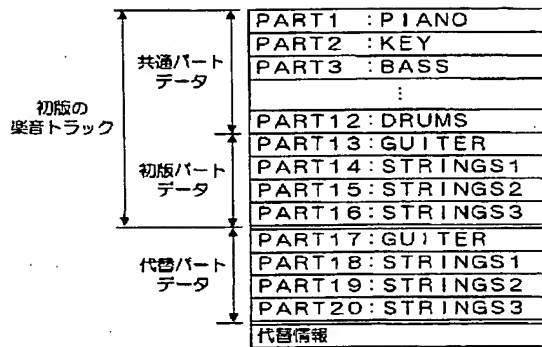 初版の
楽音トラック
共通パート
データ
初版パート
データ
代替パート
データ
PART1 :PIANO
PART2 :KEY
PART3 :BASS
⋮
PART12:DRUMS
PART13:GUITER
PART14:STRINGS1
PART15:STRINGS2
PART16:STRINGS3
PART17:GUITER
PART18:STRINGS1
PART19:STRINGS2
PART20:STRINGS3
代替情報